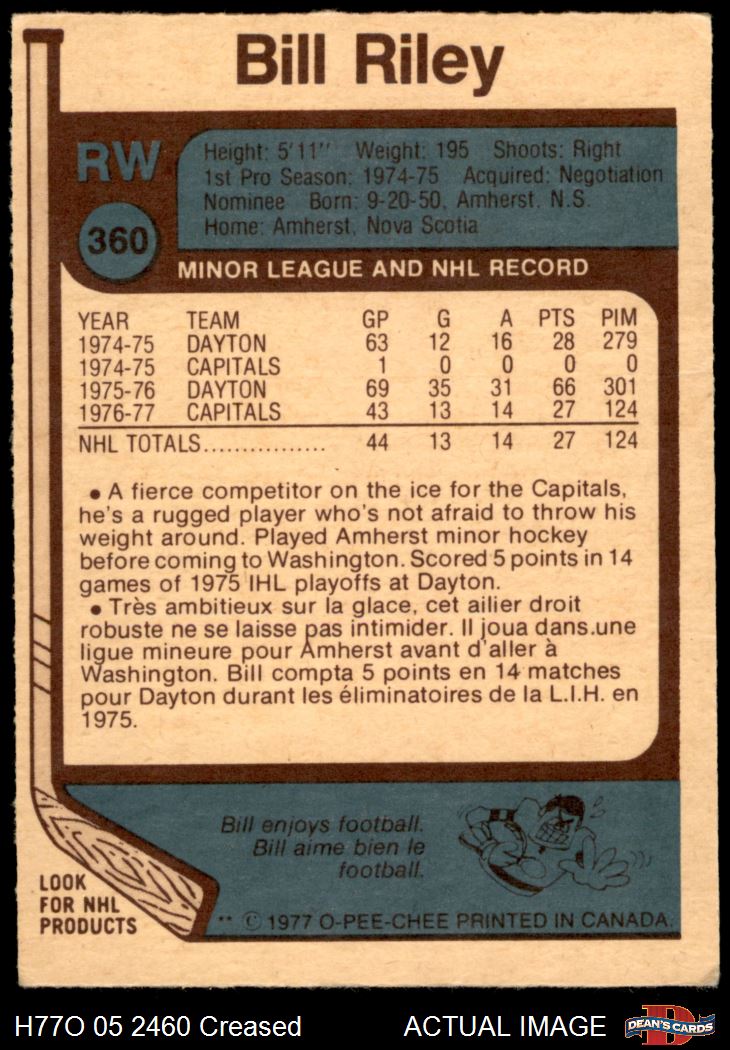 Bill Riley
RW
360
Height: 5'11" Weight: 195 Shoots: Right
1st Pro Season: 1974-75 Acquired: Negotiation
Nominee Born: 9-20-50, Amherst, N.S.
Home: Amherst, Nova Scotia
MINOR LEAGUE AND NHL RECORD
YEAR TEAM GP G A PTS PIM
1974-75 DAYTON 63 12 16 28 279
1974-75 CAPITALS 1 0 0 0 0
1975-76 DAYTON 69 35 31 66 301
1976-77 CAPITALS 43 13 14 27 124
NHL TOTALS................ 44 13 14 27 124
• A fierce competitor on the ice for the Capitals,
he's a rugged player who's not afraid to throw his
weight around. Played Amherst minor hockey
before coming to Washington. Scored 5 points in 14
games of 1975 IHL playoffs at Dayton.
• Très ambitieux sur la glace, cet ailier droit
robuste ne se laisse pas intimider. Il joua dans.une
ligue mineure pour Amherst avant d'aller à
Washington. Bill compta 5 points en 14 matches
pour Dayton durant les éliminatoires de la L.I.H. en
1975.
Bill enjoys football.
Bill aime bien le
football.
LOOK
FOR NHL
PRODUCTS
** © 1977 O-PEE-CHEE PRINTED IN CANADA.
H77O 05 2460 Creased ACTUAL IMAGE
D
DEAN'S CARDS